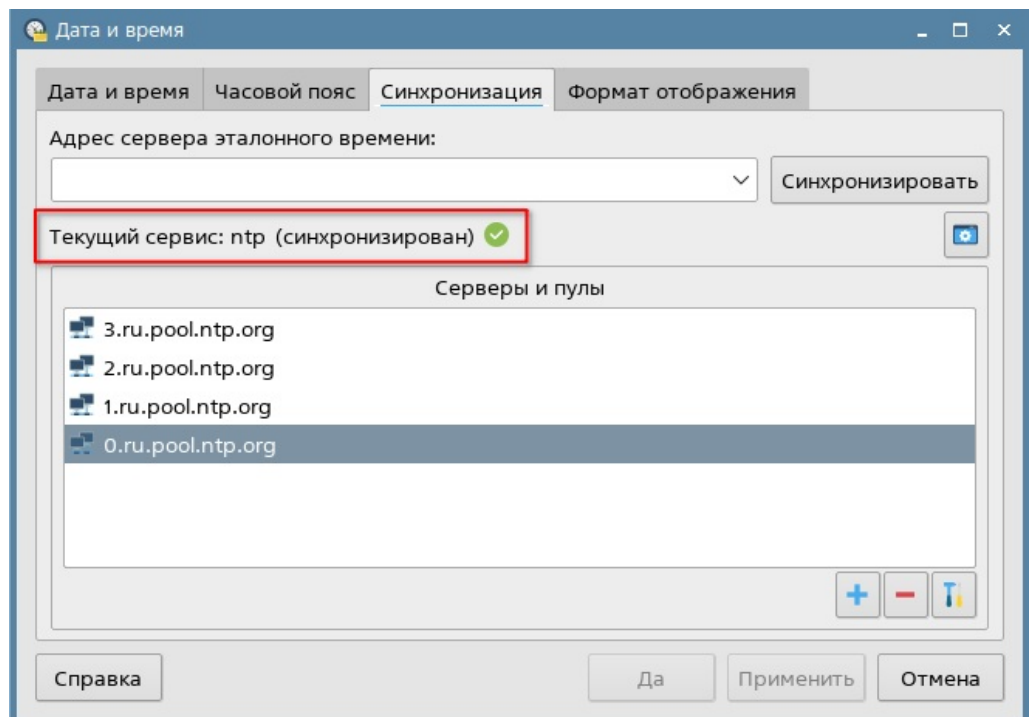 Дата и время
Дата и время Часовой пояс Синхронизация Формат отображения
Адрес сервера эталонного времени:
Синхронизировать
Текущий сервис: ntp (синхронизирован)
Серверы и пулы
3.ru.pool.ntp.org
2.ru.pool.ntp.org
1.ru.pool.ntp.org
0.ru.pool.ntp.org
Справка Да Применить Отмена